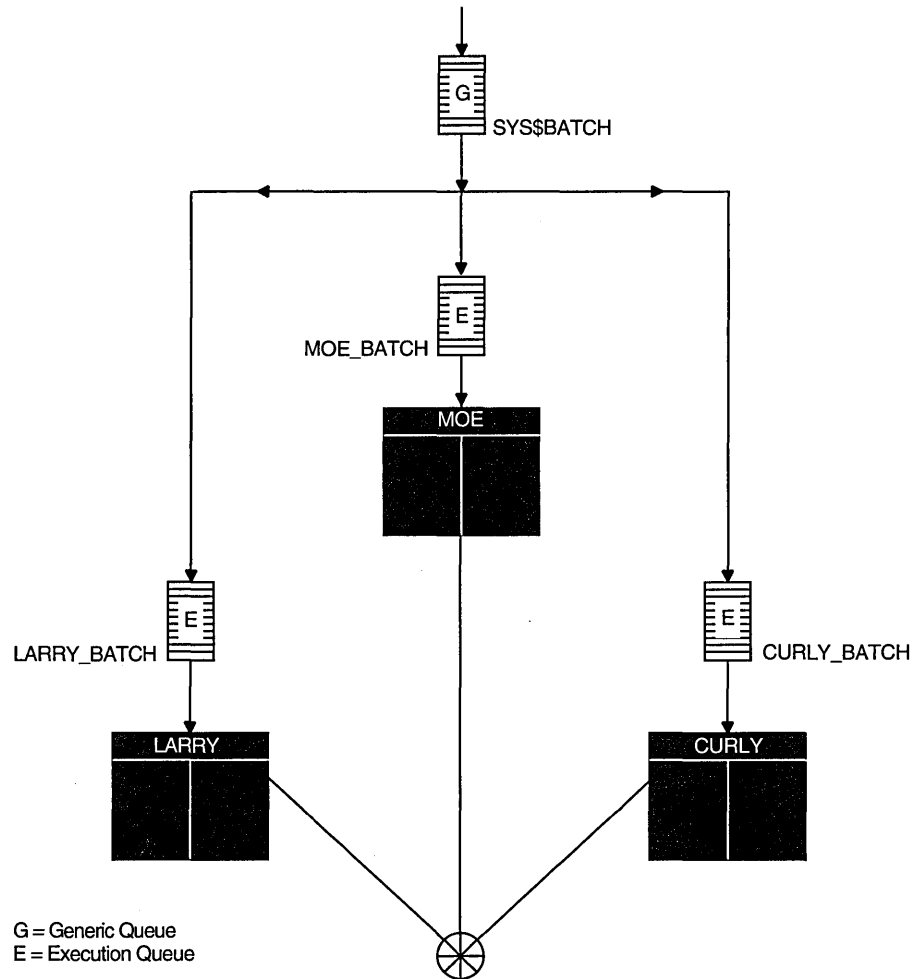 G
SYS$BATCH
E
MOE_BATCH
MOE
E
E
LARRY_BATCH
CURLY_BATCH
LARRY
CURLY
G = Generic Queue
E = Execution Queue